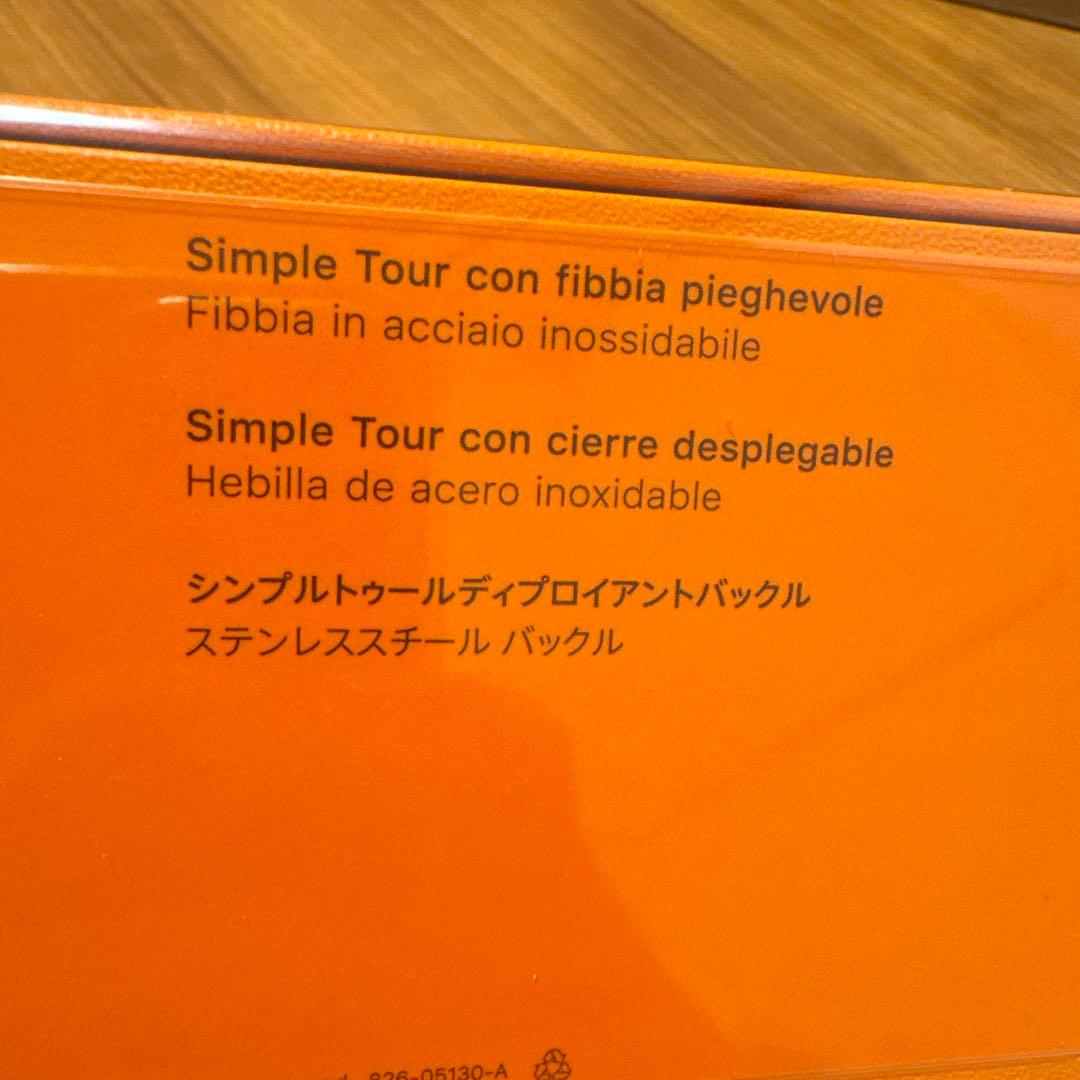 Simple Tour con fibbia pieghevole
Fibbia in acciaio inossidabile
Simple Tour con cierre desplegable
Hebilla de acero inoxidable
シンプルトゥールディプロイアントバックル
ステンレススチール バックル
826-05130-A